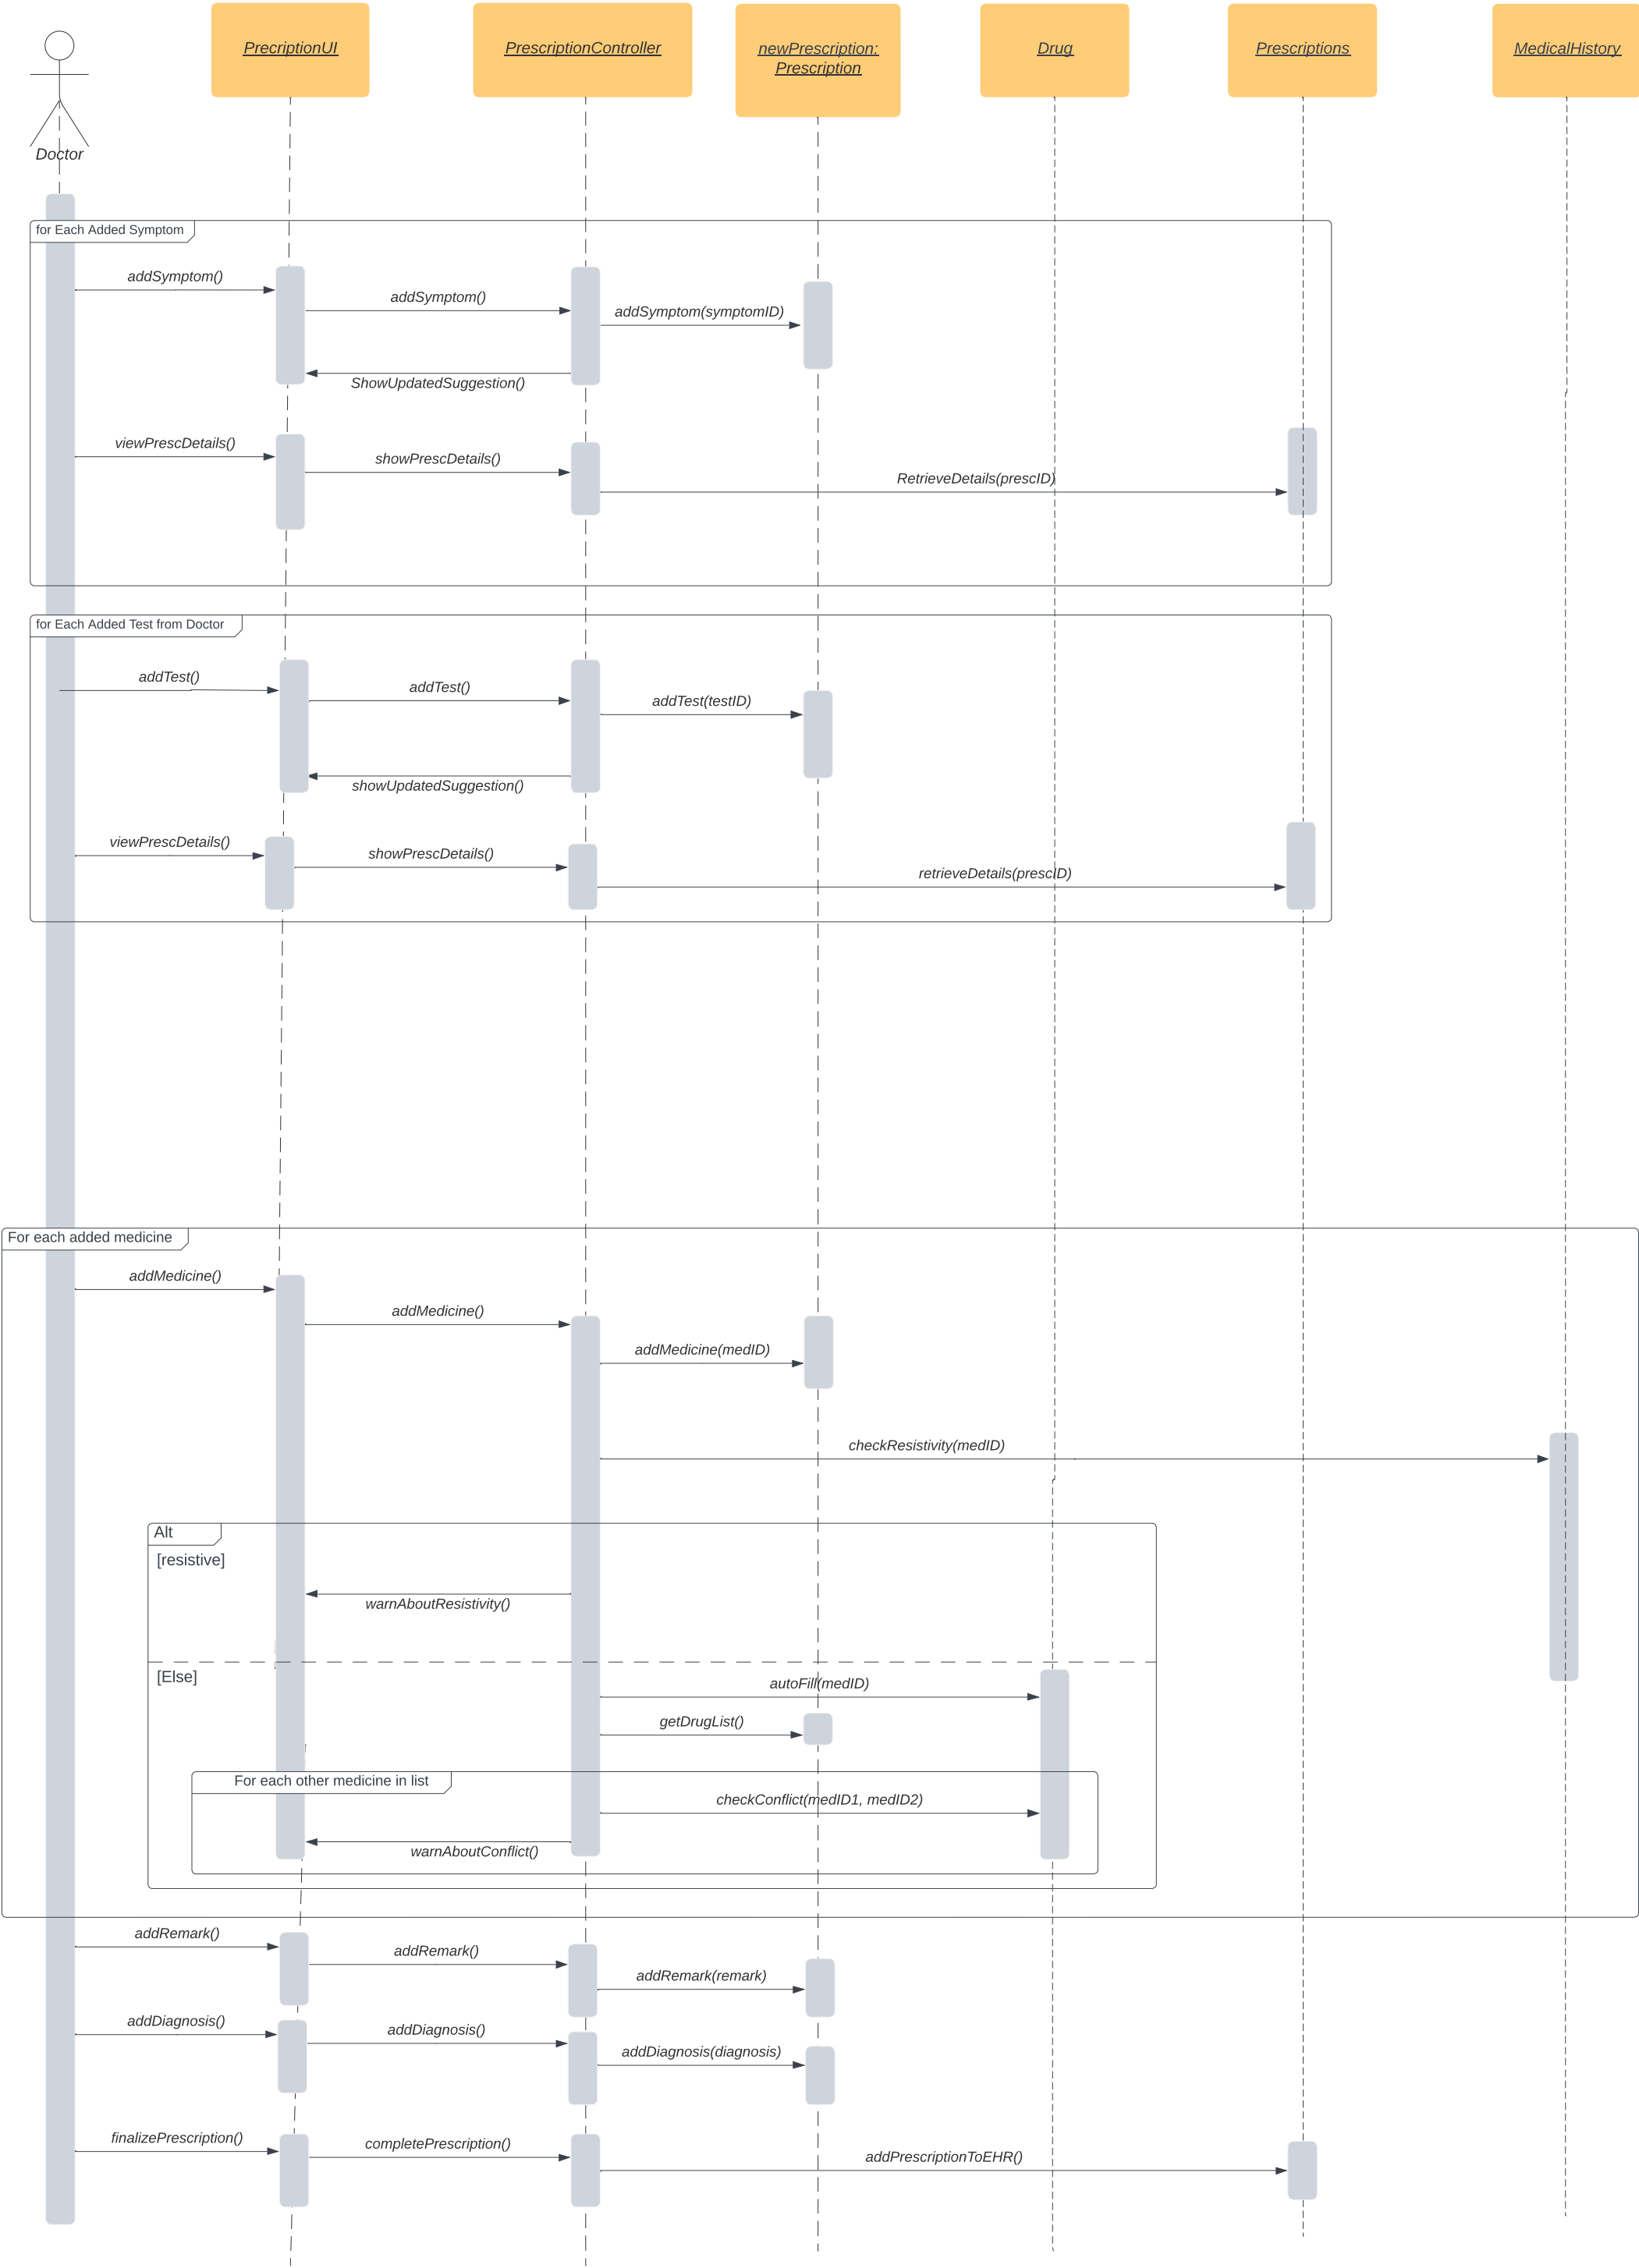 PrecriptionUI
PrescriptionController
newPrescription:
Prescription
Drug
Prescriptions
MedicalHistory
Doctor
for Each Added Symptom
addSymptom()
addSymptom()
addSymptom(symptomID)
ShowUpdatedSuggestion()
viewPrescDetails()
showPrescDetails()
RetrieveDetails(prescID)
for Each Added Test from Doctor
addTest()
addTest()
addTest(testID)
showUpdatedSuggestion()
viewPrescDetails()
showPrescDetails()
retrieveDetails(prescID)
For each added medicine
addMedicine()
addMedicine()
addMedicine(medID)
checkResistivity(medID)
Alt
[resistive]
warnAboutResistivity()
[Else]
autoFill(medID)
getDrugList()
For each other medicine in list
checkConflict(medID1, medID2)
warnAboutConflict()
addRemark()
addRemark()
addRemark(remark)
addDiagnosis()
addDiagnosis()
addDiagnosis(diagnosis)
finalizePrescription()
completePrescription()
addPrescriptionToEHR()